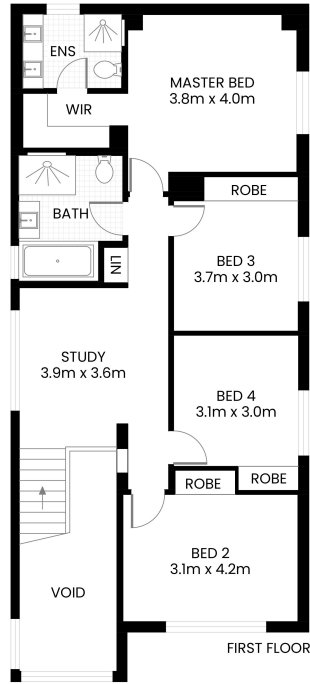 ENS
MASTER BED
3.8m x 4.0m
WIR
ROBE
BATH
BED 3
3.7m x 3.0m
LIN
STUDY
3.9m x 3.6m
BED 4
3.1m x 3.0m
ROBE
ROBE
BED 2
3.1m x 4.2m
VOID
FIRST FLOOR